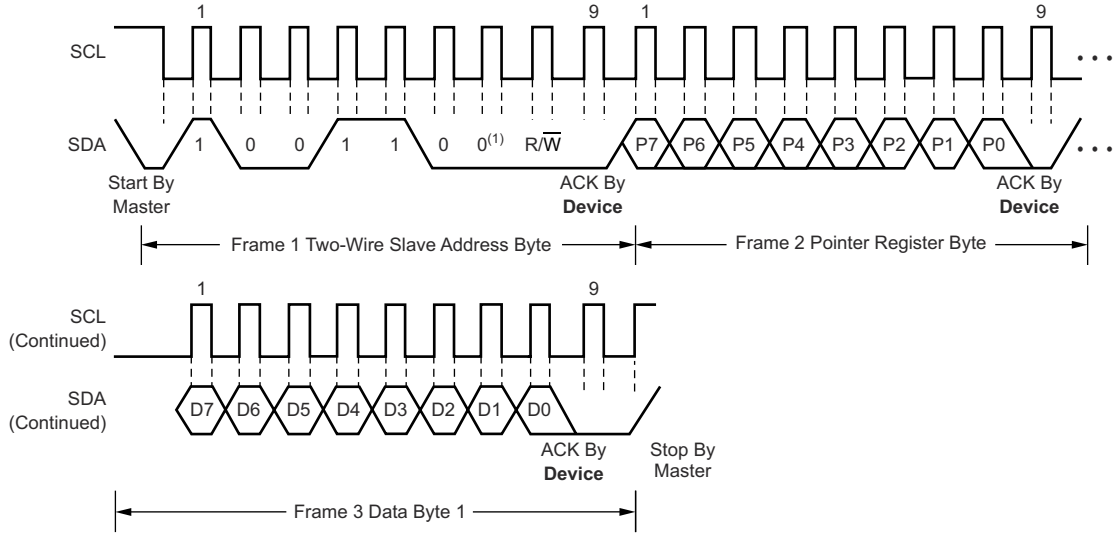 1 9 1 9
SCL
SDA 1 0 0 1 1 0 0(1) R/W P7 P6 P5 P4 P3 P2 P1 P0
Start By Master
ACK By Device
ACK By Device
Frame 1 Two-Wire Slave Address Byte
Frame 2 Pointer Register Byte
1 9
SCL
(Continued)
SDA
(Continued)
D7 D6 D5 D4 D3 D2 D1 D0
ACK By Device
Stop By Master
Frame 3 Data Byte 1